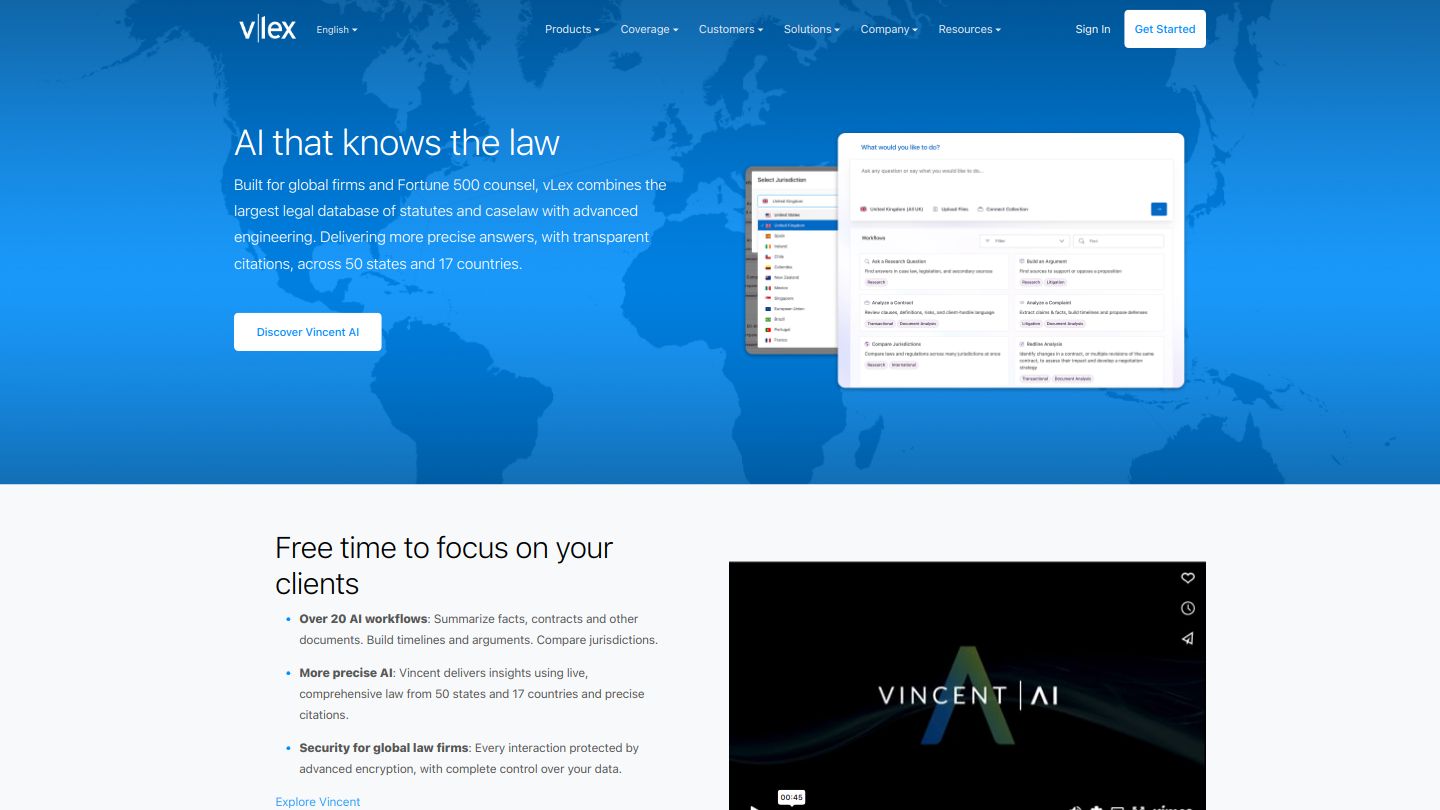 v|lex
English
Products
Coverage
Customers
Solutions
Company
Resources
Sign In
Get Started
AI that knows the law
Built for global firms and Fortune 500 counsel, vLex combines the
largest legal database of statutes and caselaw with advanced
engineering. Delivering more precise answers, with transparent
citations, across 50 states and 17 countries.
Discover Vincent AI
Select Jurisdiction
United Kingdom
United States
United Kingdom
Spain
Ireland
Chile
Colombia
New Zealand
Mexico
Singapore
European Union
Brazil
Portugal
France
What would you like to do?
Ask any question or say what you would like to do...
United Kingdom (All UK)
Upload Files
Connect Collection
Workflows
Filter
Ask a Research Question
Find answers in case law, legislation, and secondary sources
Research
Build an Argument
Find sources to support or oppose a proposition
Research
Litigation
Analyze a Contract
Review clauses, definitions, risks, and client-friendly language
Transactional
Document Analysis
Analyze a Complaint
Extract claims & facts, build timelines and propose defenses
Litigation
Document Analysis
Compare Jurisdictions
Compare laws and regulations across many jurisdictions at once
Research
International
Redline Analysis
Identify changes in a contract, or multiple revisions of the same
contract, to assess their impact and develop a negotiation
strategy
Transactional
Document Analysis
Free time to focus on your
clients
Over 20 AI workflows: Summarize facts, contracts and other
documents. Build timelines and arguments. Compare jurisdictions.
More precise AI: Vincent delivers insights using live,
comprehensive law from 50 states and 17 countries and precise
citations.
Security for global law firms: Every interaction protected by
advanced encryption, with complete control over your data.
Explore Vincent
VINCENT | AI
00:45